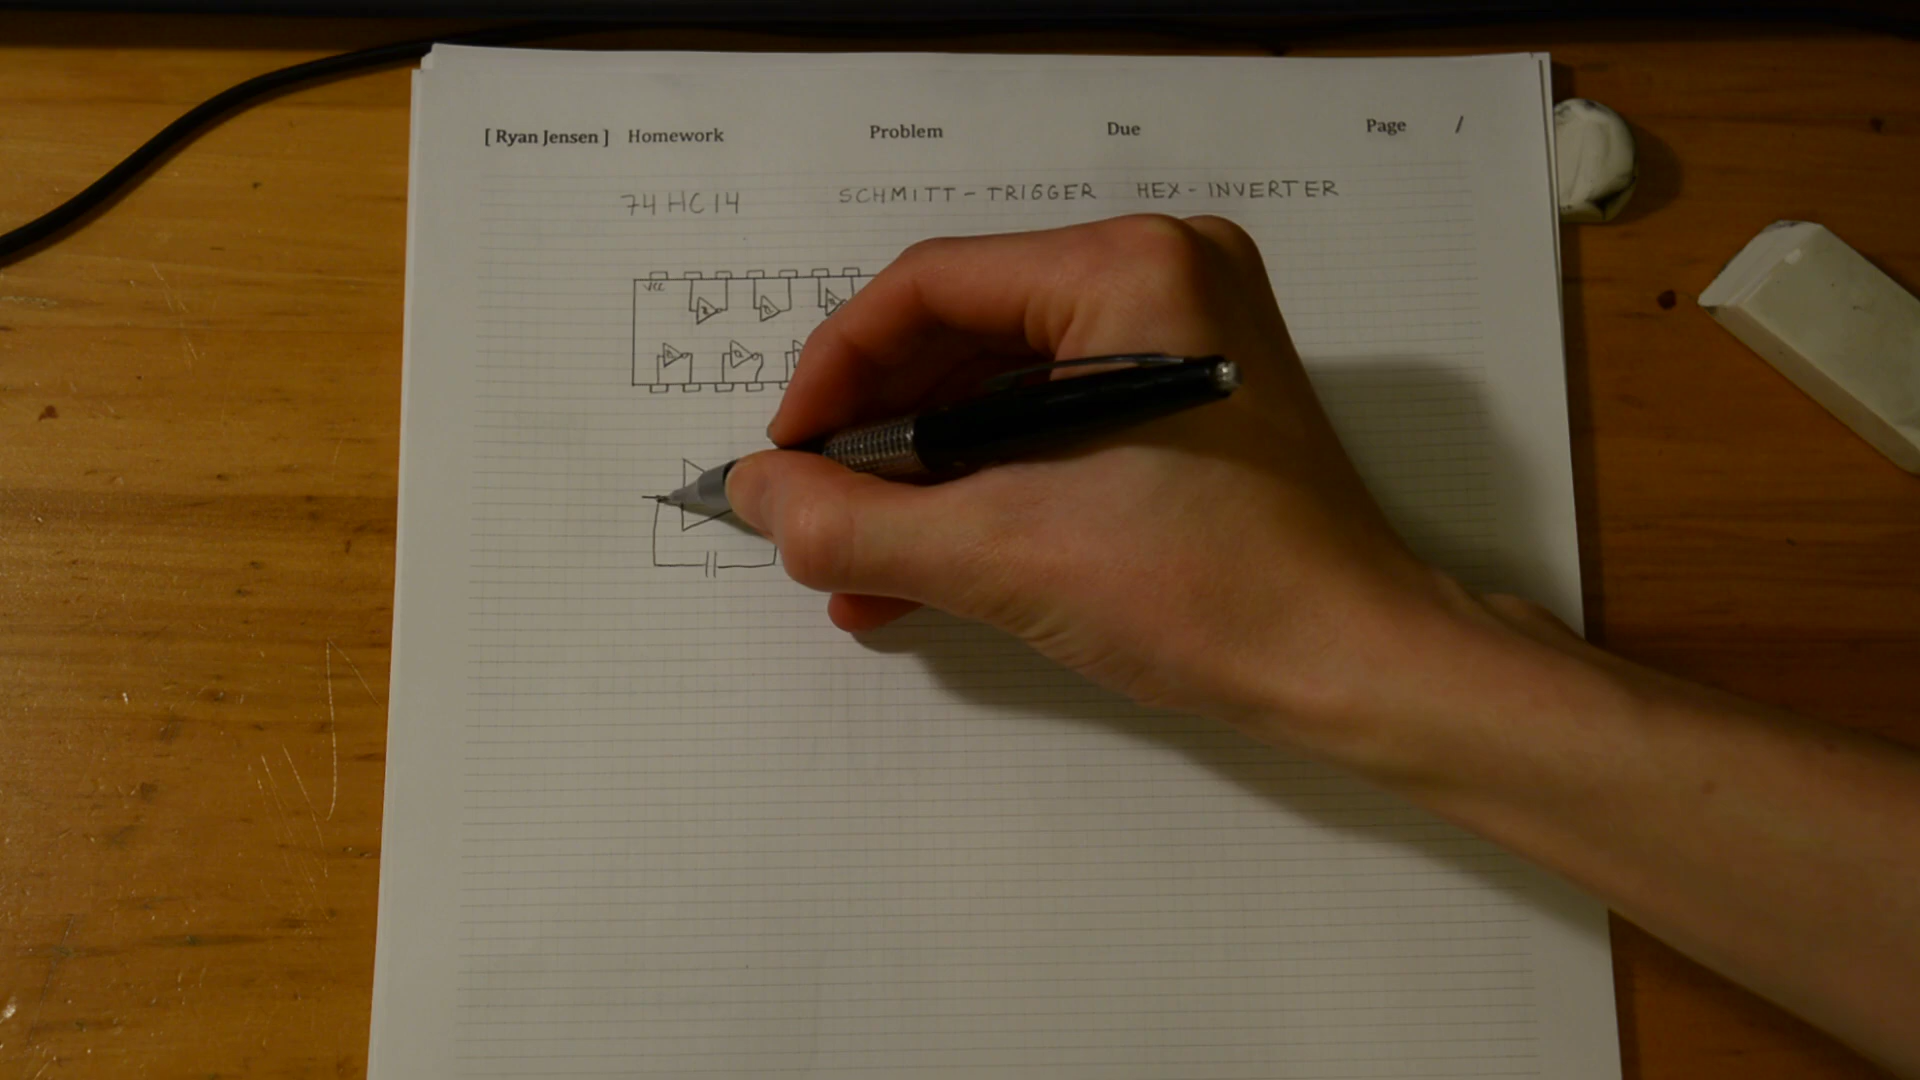 [ Ryan Jensen ] Homework Problem Due Page /
74HC14 SCHMITT-TRIGGER HEX-INVERTER
Vcc